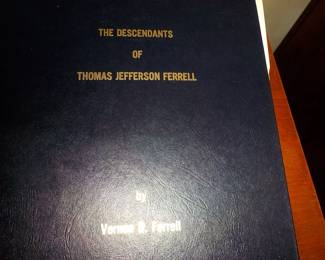 THE DESCENDANTS
OF
THOMAS JEFFERSON FERRELL
by
Vernon D. Ferrell